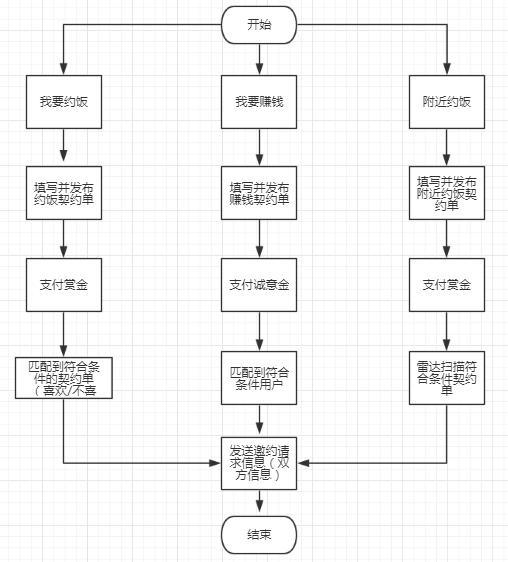 开始
我要约饭
我要赚钱
附近约饭
填写并发布
约饭契约单
填写并发布
赚钱契约单
填写并发布
附近约饭契
约单
支付赏金
支付诚意金
支付赏金
匹配到符合条
件的契约单
（喜欢/不喜
匹配到符合
条件用户
雷达扫描符
合条件契约
单
发送邀约请
求信息（双
方信息）
结束